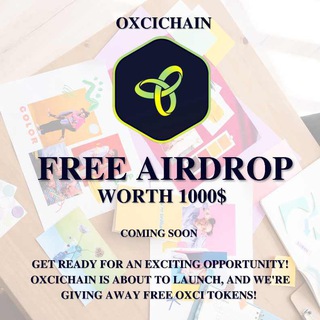 OXCICHAIN
COLOR
FREE AIRDROP
WORTH 1000$
COMING SOON
GET READY FOR AN EXCITING OPPORTUNITY!
OXCICHAIN IS ABOUT TO LAUNCH, AND WE'RE
GIVING AWAY FREE OXCI TOKENS!